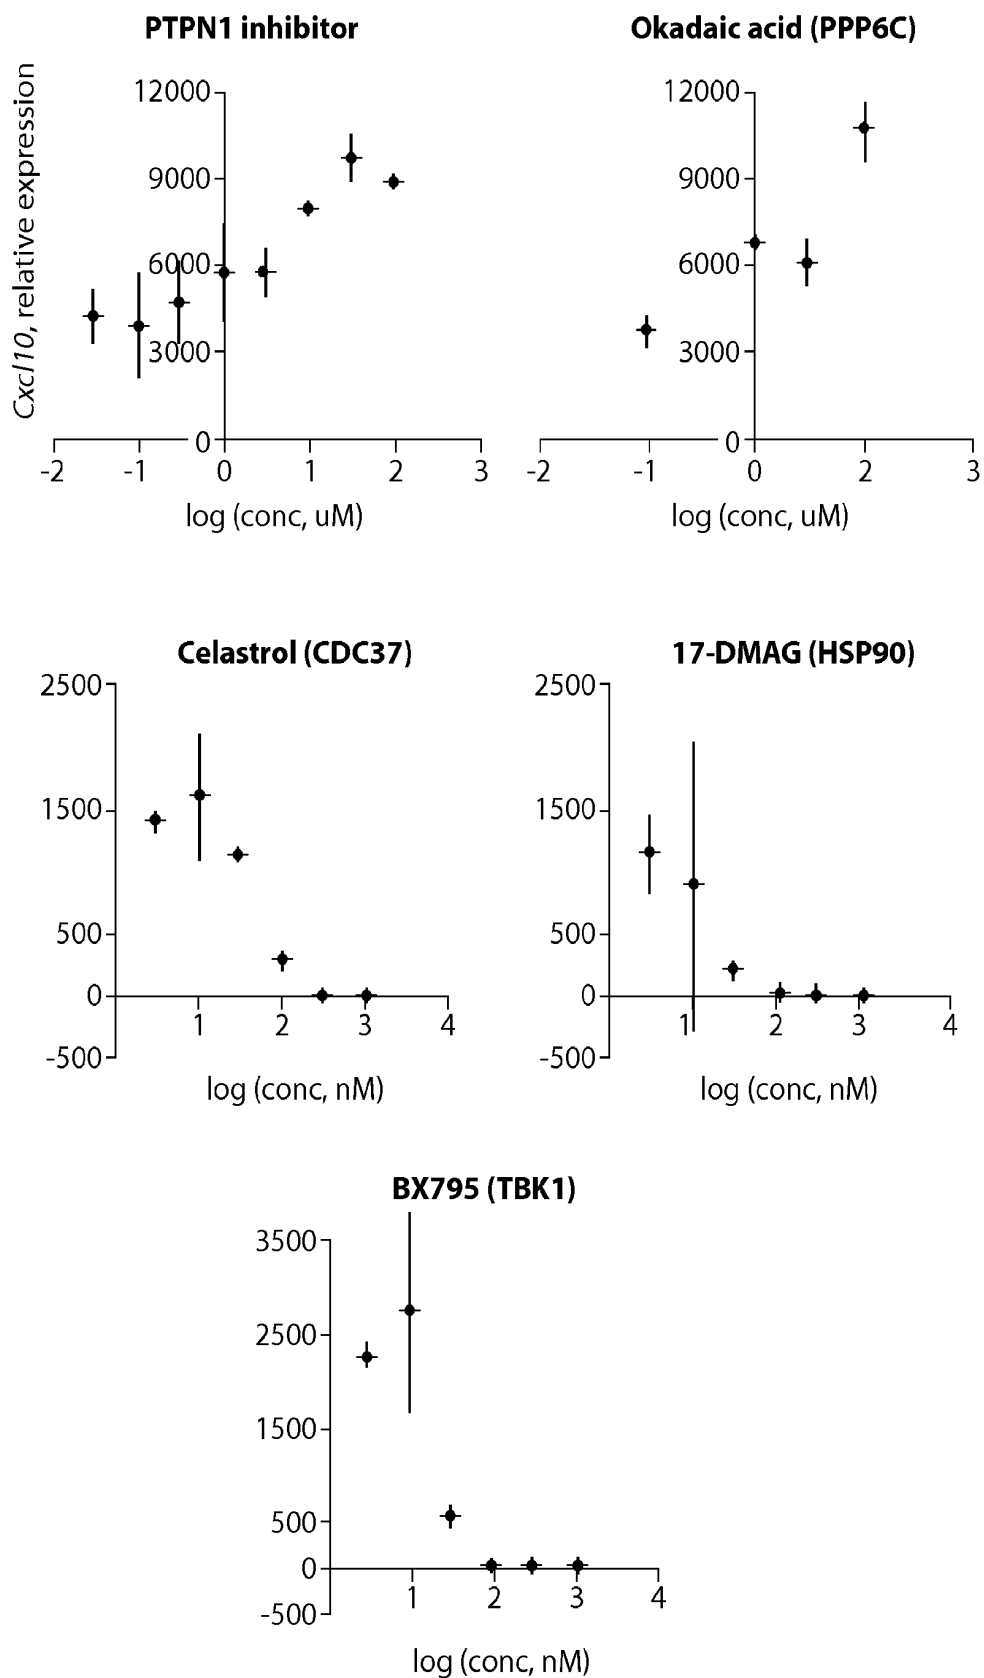 PTPN1 inhibitor
Okadaic acid (PPP6C)
Cxcl10, relative expression
12000
9000
6000
3000
0
-2 -1 0 1 2 3
log (conc, uM)
12000
9000
6000
3000
0
-2 -1 0 2 3
log (conc, uM)
Celastrol (CDC37)
2500
1500
500
0
-500
1 2 3 4
log (conc, nM)
17-DMAG (HSP90)
2500
1500
500
0
-500
1 2 3 4
log (conc, nM)
BX795 (TBK1)
3500
2500
1500
500
0
-500
1 2 3 4
log (conc, nM)